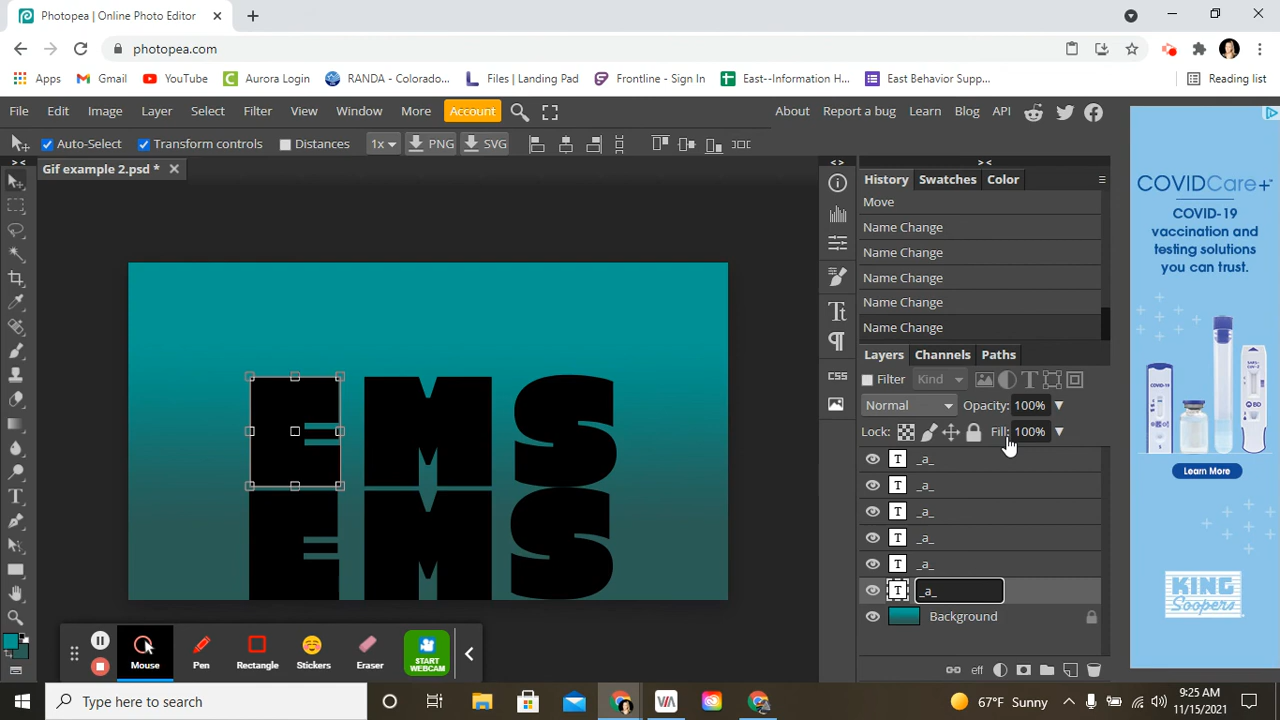 Photopea | Online Photo Editor
photopea.com
Apps Gmail YouTube Aurora Login RANDA - Colorado... Files | Landing Pad Frontline - Sign In East--Information H... East Behavior Supp... Reading list
File Edit Image Layer Select Filter View Window More Account About Report a bug Learn Blog API
Auto-Select Transform controls Distances 1x PNG SVG
Gif example 2.psd *
History Swatches Color
Move
Name Change
Name Change
Name Change
Name Change
Name Change
Layers Channels Paths
Filter Kind
Normal Opacity: 100%
Lock: Fill: 100%
_a_
_a_
_a_
_a_
_a_
_a_
Background
eff
CSS
EMS
EMS
COVIDCare+
COVID-19
vaccination and
testing solutions
you can trust.
Learn More
KING
Soopers
Mouse Pen Rectangle Stickers Eraser START
WEBCAM
Type here to search
67°F Sunny
9:25 AM
11/15/2021